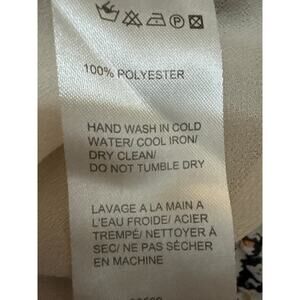 100% POLYESTER
HAND WASH IN COLD
WATER/ COOL IRON/
DRY CLEAN/
DO NOT TUMBLE DRY
LAVAGE A LA MAIN A
L'EAU FROIDE/ ACIER
TREMPÉ/ NETTOYER À
SEC/ NE PAS SÉCHER
EN MACHINE